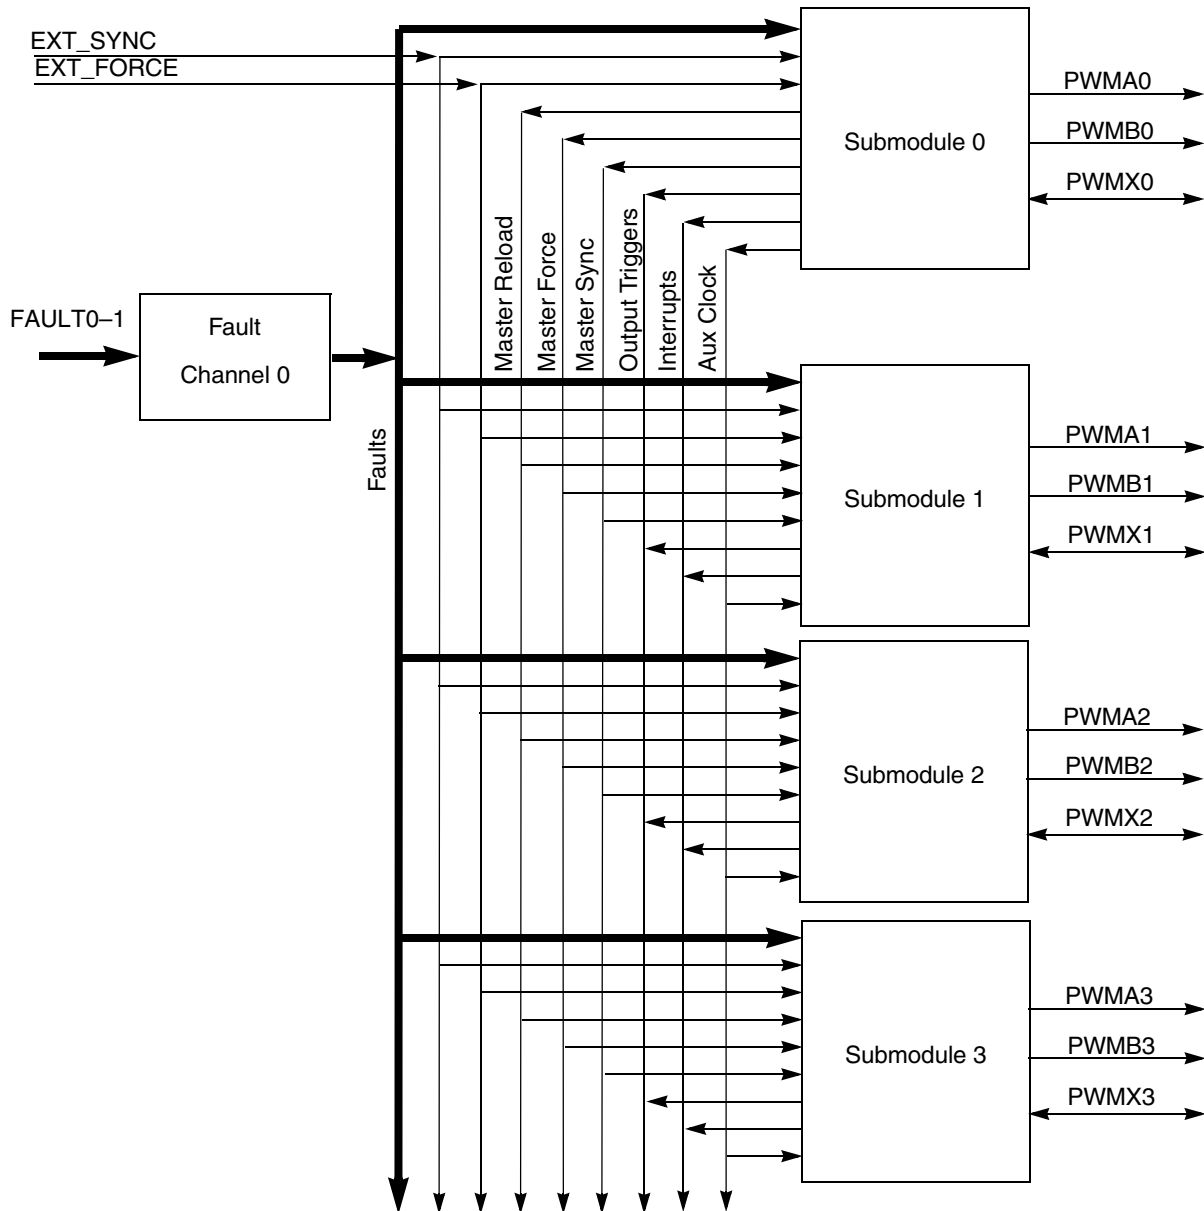 EXT_SYNC
EXT_FORCE
Submodule 0
PWMA0
PWMB0
PWMX0
Master Reload
Master Force
Master Sync
Output Triggers
Interrupts
Aux Clock
FAULT0–1
Fault
Channel 0
Faults
Submodule 1
PWMA1
PWMB1
PWMX1
Submodule 2
PWMA2
PWMB2
PWMX2
Submodule 3
PWMA3
PWMB3
PWMX3